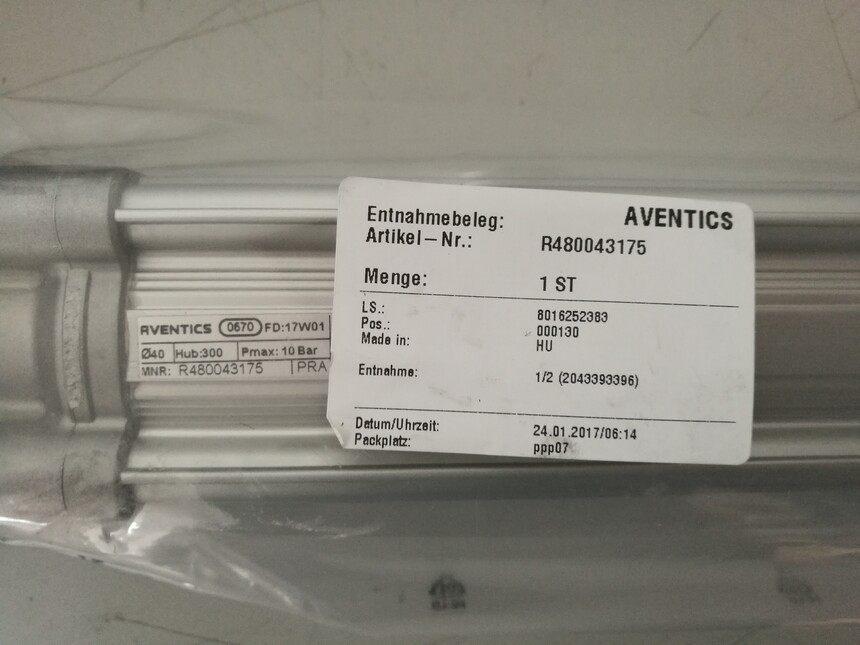 AVENTICS 0670 FD:17W01
Ø40 Hub:300 Pmax: 10 Bar
MNR: R480043175 PRA
AVENTICS
Entnahmebeleg:
Artikel-Nr.: R480043175
Menge: 1 ST
LS.: 8016252383
Pos.: 000130
Made in: HU
Entnahme: 1/2 (2043393396)
Datum/Uhrzeit: 24.01.2017/06:14
Packplatz: ppp07